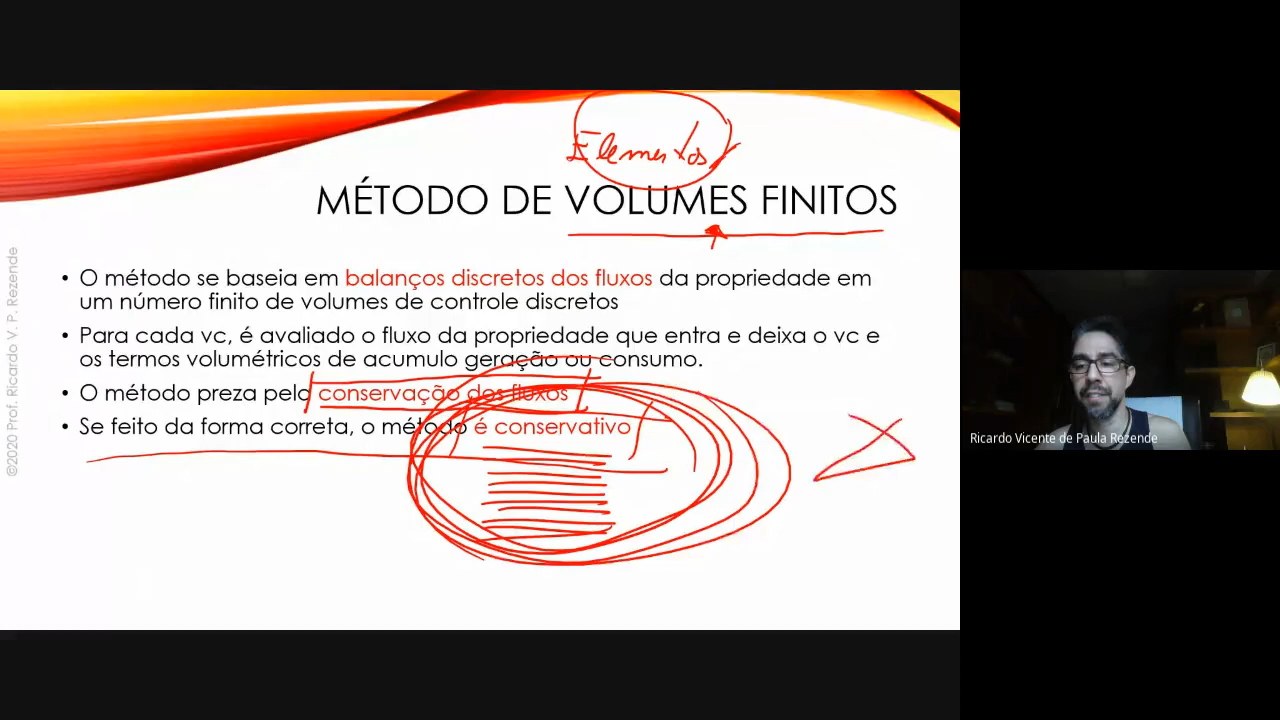 Elementos
MÉTODO DE VOLUMES FINITOS
• O método se baseia em balanços discretos dos fluxos da propriedade em
um número finito de volumes de controle discretos
• Para cada vc, é avaliado o fluxo da propriedade que entra e deixa o vc e
os termos volumétricos de acumulo geração ou consumo.
• O método preza pela conservação dos fluxos
• Se feito da forma correta, o método é conservativo
©2020 Prof. Ricardo V. P. Rezende
Ricardo Vicente de Paula Rezende